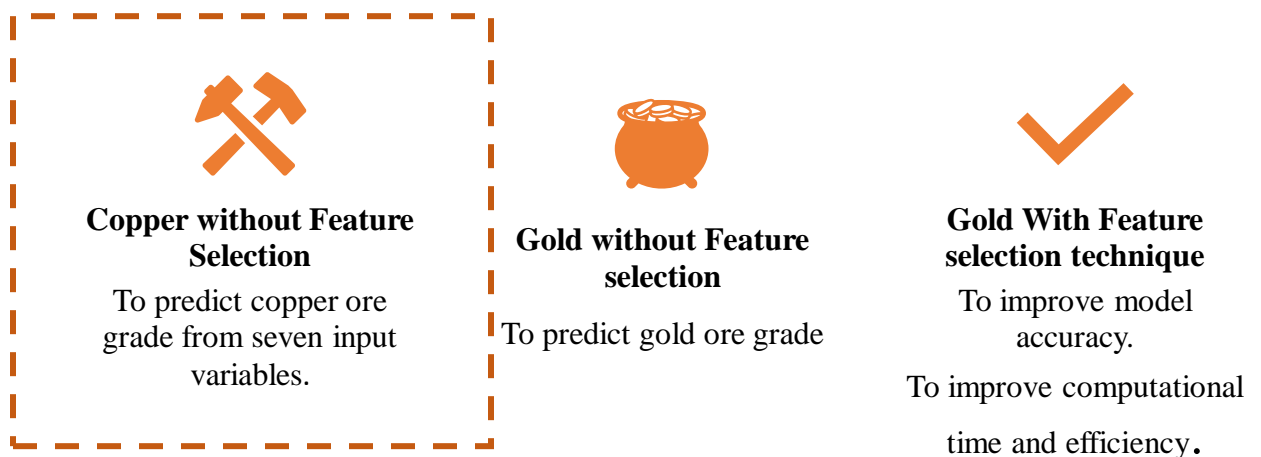 Copper without Feature
Selection
To predict copper ore
grade from seven input
variables.
Gold without Feature
selection
To predict gold ore grade
Gold With Feature
selection technique
To improve model
accuracy.
To improve computational
time and efficiency.